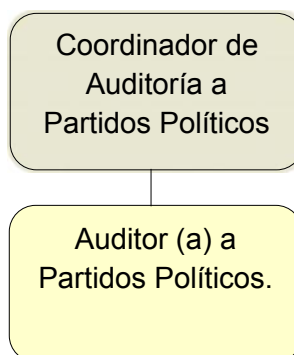 Coordinador de
Auditoría a
Partidos Políticos
Auditor (a) a
Partidos Políticos.